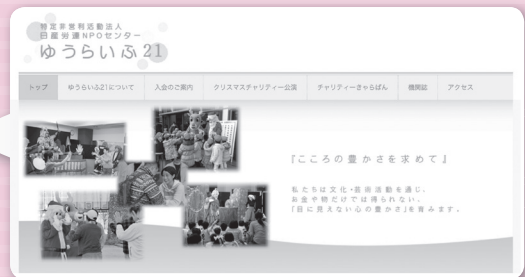 特定非営利活動法人
日産労連NPOセンター
ゆうらいふ21
トップ ゆうらいふ21について 入会のご案内 クリスマスチャリティー公演 チャリティーきゃらばん 機関誌 アクセス
『こころの豊かさを求めて』
私たちは文化・芸術活動を通じ、
お金や物だけでは得られない、
「目に見えない心の豊かさ」を育みます。